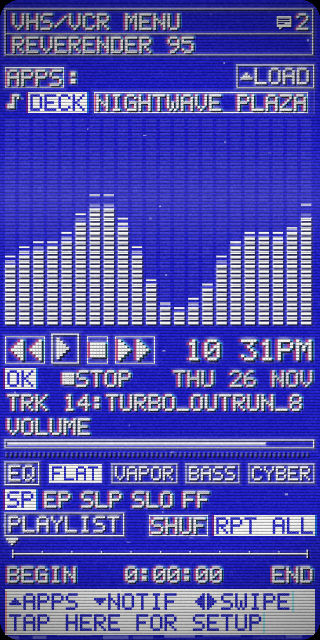 VHS/VCR MENU 2
REVERENDER 95
APPS: LOAD
DECK NIGHTWAVE PLAZA
10 31PM
OK STOP THU 26 NOV
TRK 14:TURBO_OUTRUN_8
VOLUME
EQ FLAT VAPOR BASS CYBER
SP EP SLP SLO FF
PLAYLIST SHUF RPT ALL
BEGIN 0:00:00 END
APPS NOTIF SWIPE
TAP HERE FOR SETUP